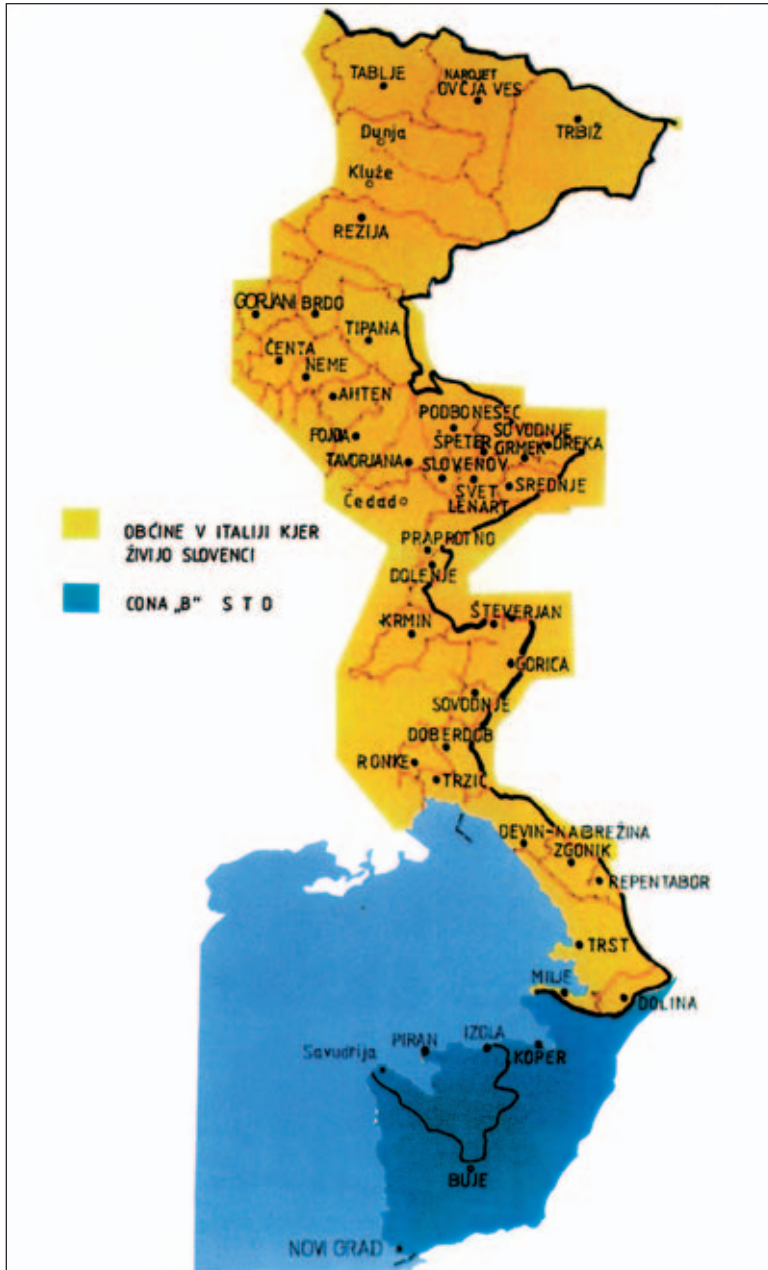 TABLJE
NABOJET
OVČJA VES
TRBIŽ
Dunja
Kluže
REZIJA
GORJANI
BRDO
TIPANA
ČENTA
NEME
AHTEN
PODBONESEC
SOVODNJE
FOJDA
ŠPETER
SLOVENOV
GRMEK
DREKA
TAVORJANA
SVET
LENART
SREDNJE
Čedad
OBČINE V ITALIJI KJER
ŽIVIJO SLOVENCI
CONA „B" S T O
PRAPROTNO
DOLENJE
KRMIN
ŠTEVERJAN
GORICA
SOVODNJE
DOBERDOB
RONKE
TRZIC
DEVIN-NABREŽINA
ZGONIK
REPENTABOR
TRST
MILJE
DOLINA
Savudrija
PIRAN
IZOLA
KOPER
BUJE
NOVI GRAD